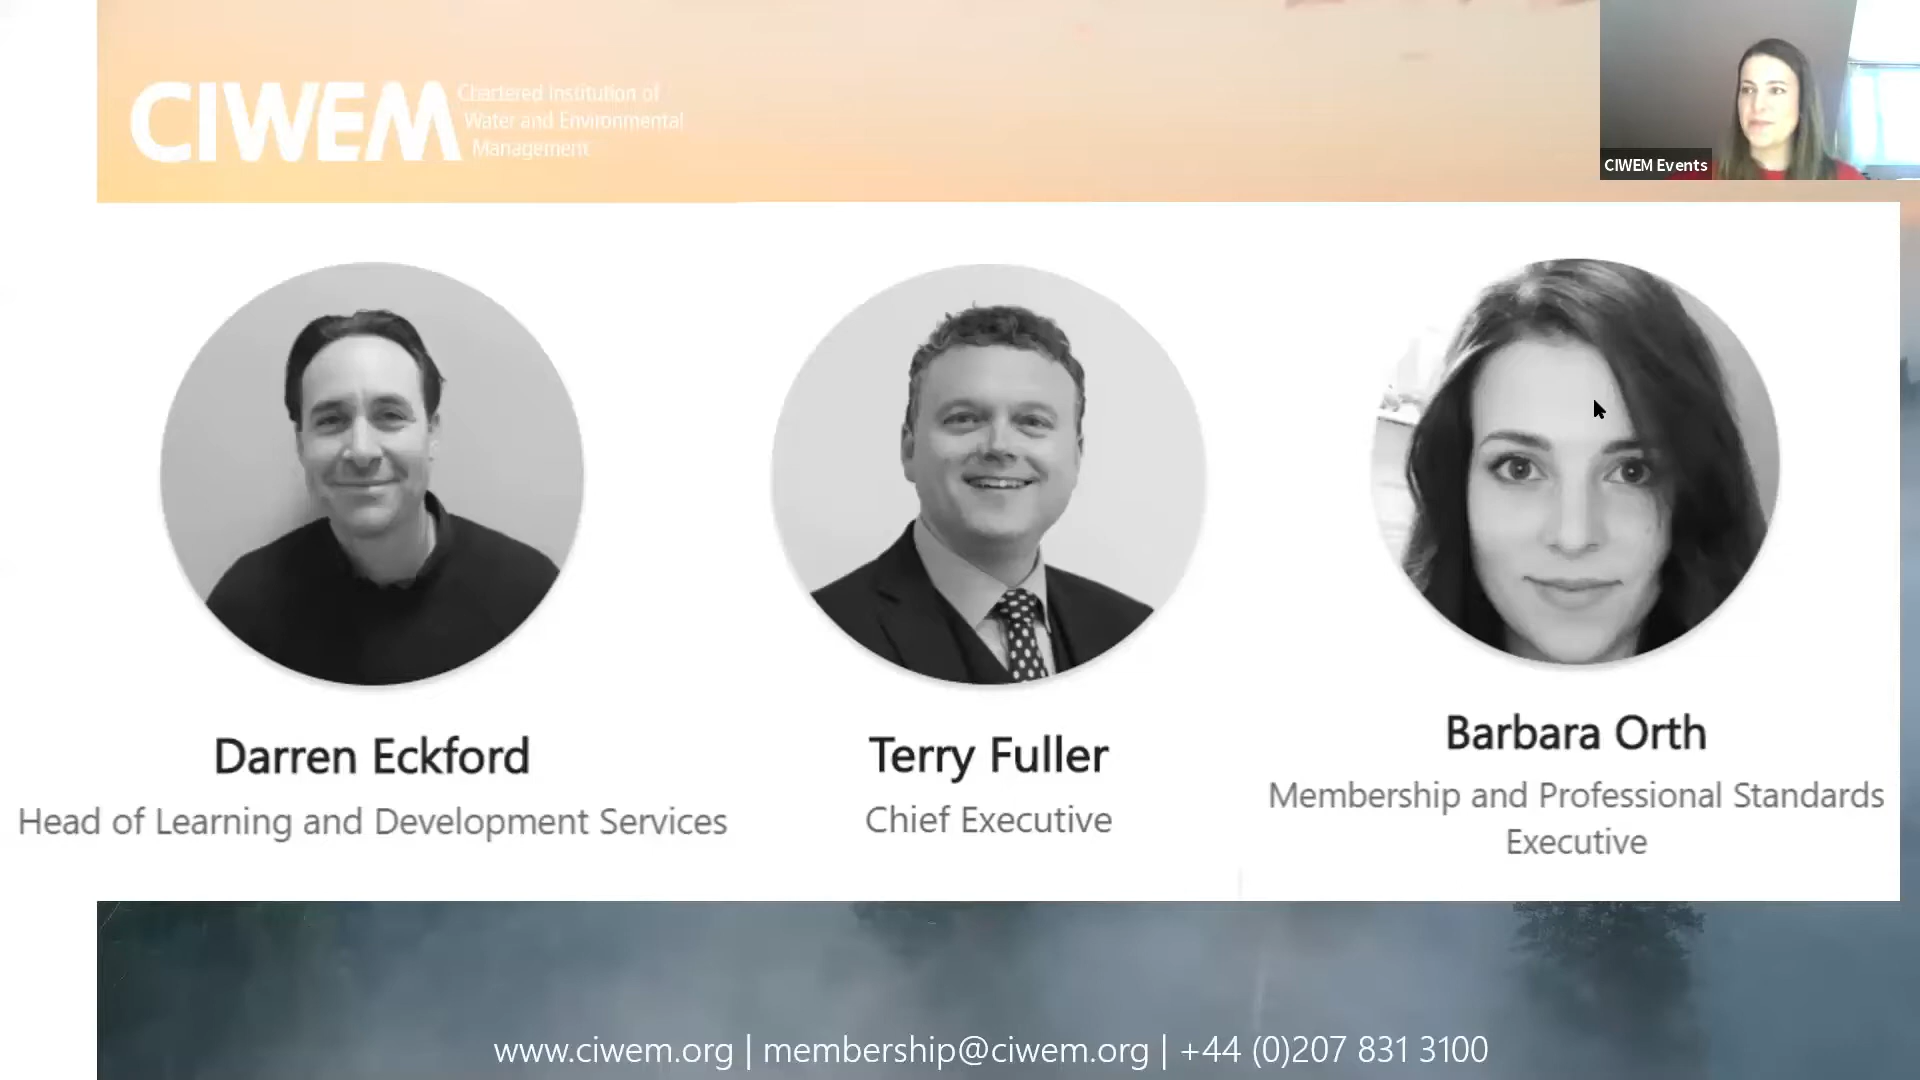 CIWEM
Chartered Institution of
Water and Environmental
Management
CIWEM Events
Darren Eckford
Head of Learning and Development Services
Terry Fuller
Chief Executive
Barbara Orth
Membership and Professional Standards
Executive
www.ciwem.org | membership@ciwem.org | +44 (0)207 831 3100